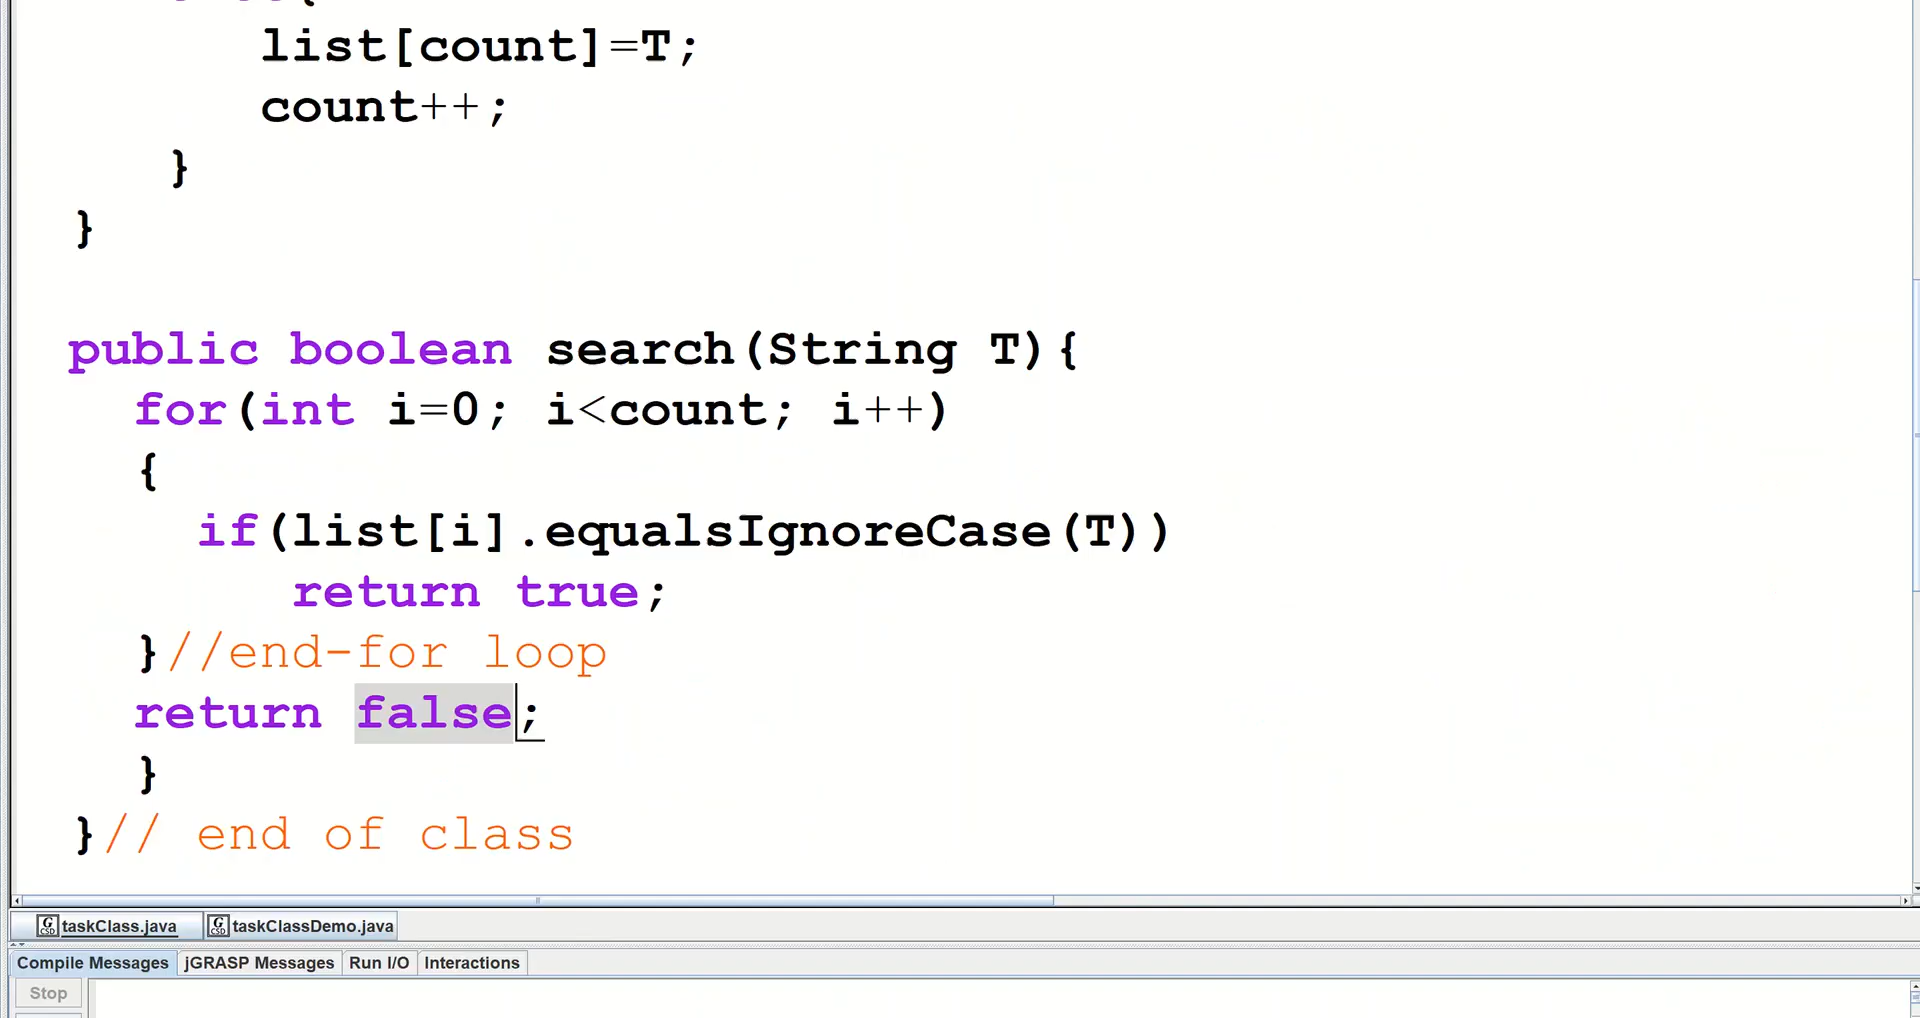 list[count]=T;
count++;
}
}
public boolean search(String T){
for(int i=0; i<count; i++)
{
if(list[i].equalsIgnoreCase(T))
return true;
}//end-for loop
return false;
}
}// end of class
taskClass.java taskClassDemo.java
Compile Messages jGRASP Messages Run I/O Interactions
Stop